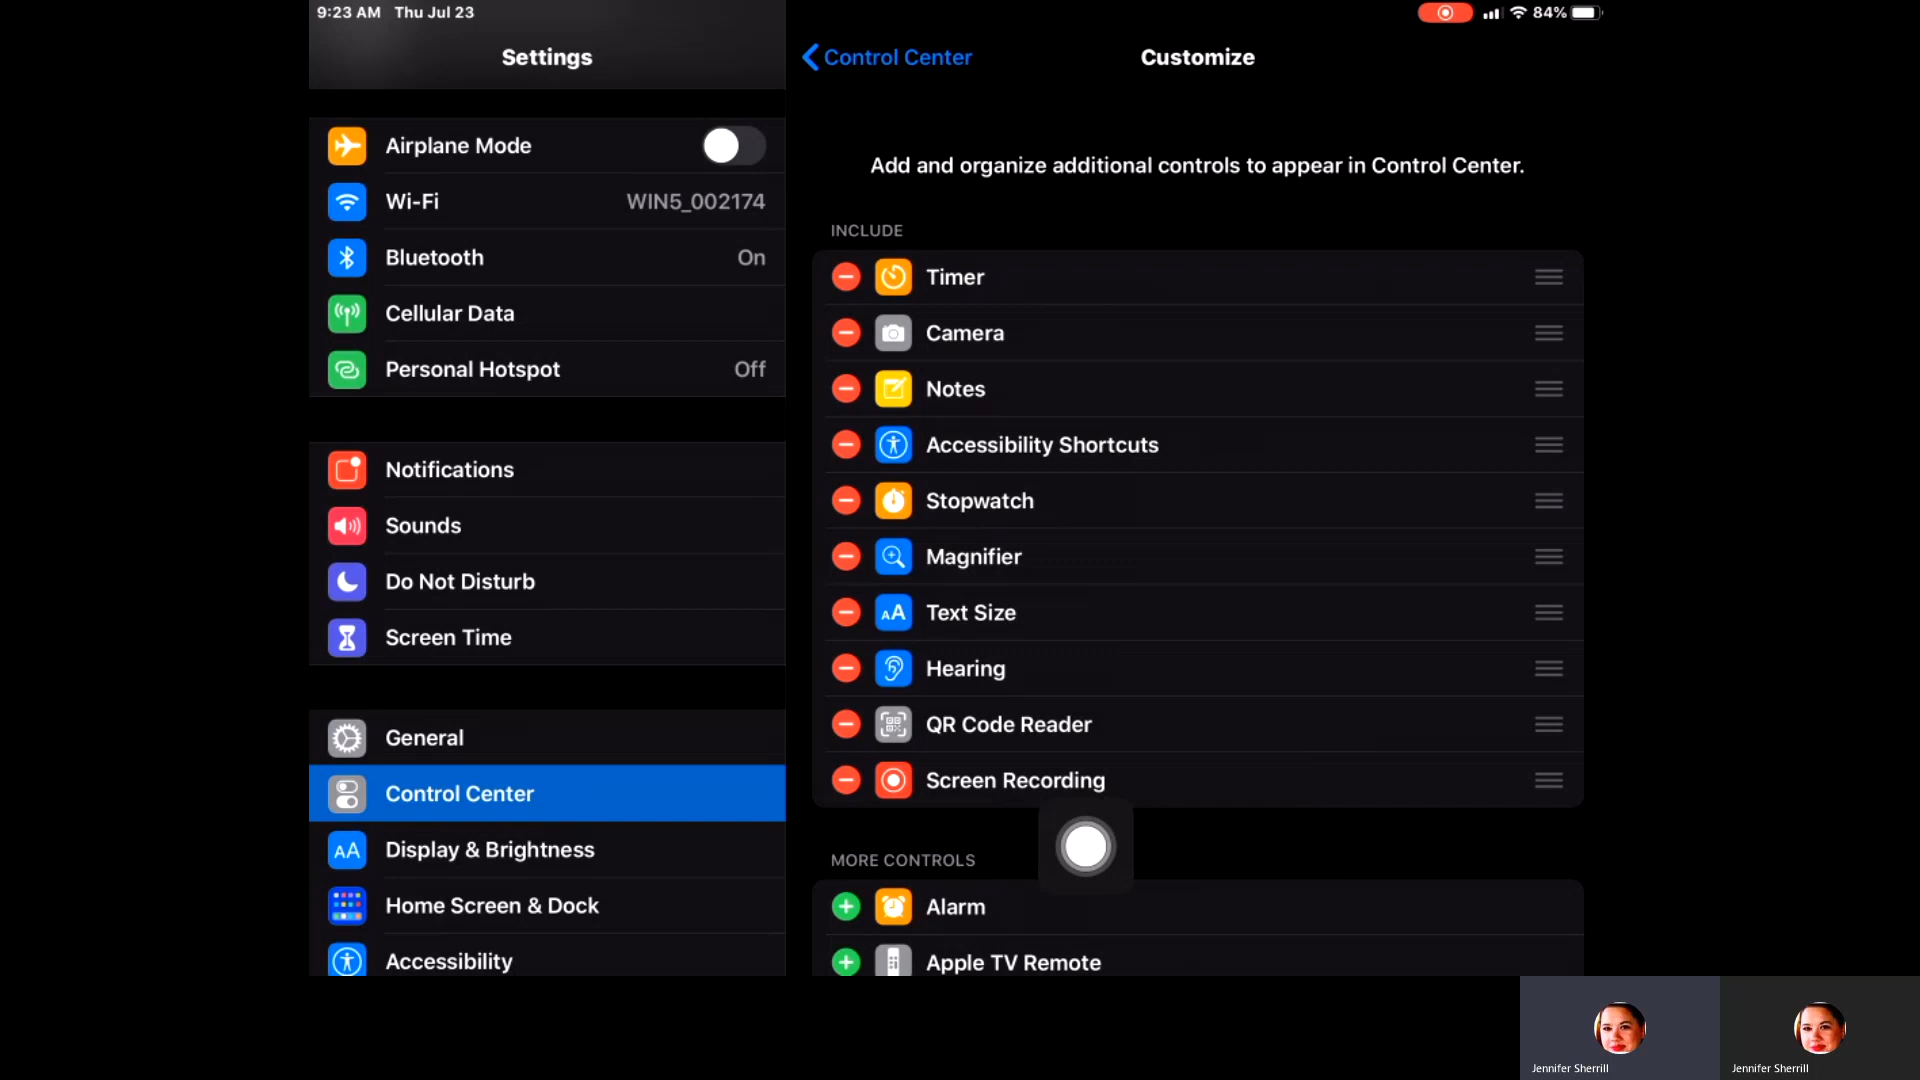 9:23 AM Thu Jul 23
84%
Settings
Airplane Mode
Wi-Fi WIN5_002174
Bluetooth On
Cellular Data
Personal Hotspot Off
Notifications
Sounds
Do Not Disturb
Screen Time
General
Control Center
AA Display & Brightness
Home Screen & Dock
Accessibility
Control Center
Customize
Add and organize additional controls to appear in Control Center.
INCLUDE
Timer
Camera
Notes
Accessibility Shortcuts
Stopwatch
Magnifier
AA Text Size
Hearing
QR Code Reader
Screen Recording
MORE CONTROLS
Alarm
Apple TV Remote
Jennifer Sherrill
Jennifer Sherrill